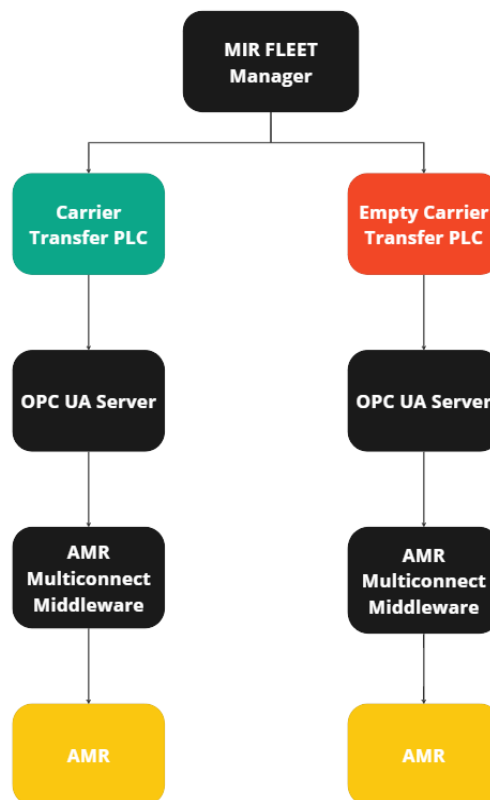 MIR FLEET
Manager
Carrier
Transfer PLC
Empty Carrier
Transfer PLC
OPC UA Server
OPC UA Server
AMR
Multiconnect
Middleware
AMR
Multiconnect
Middleware
AMR
AMR